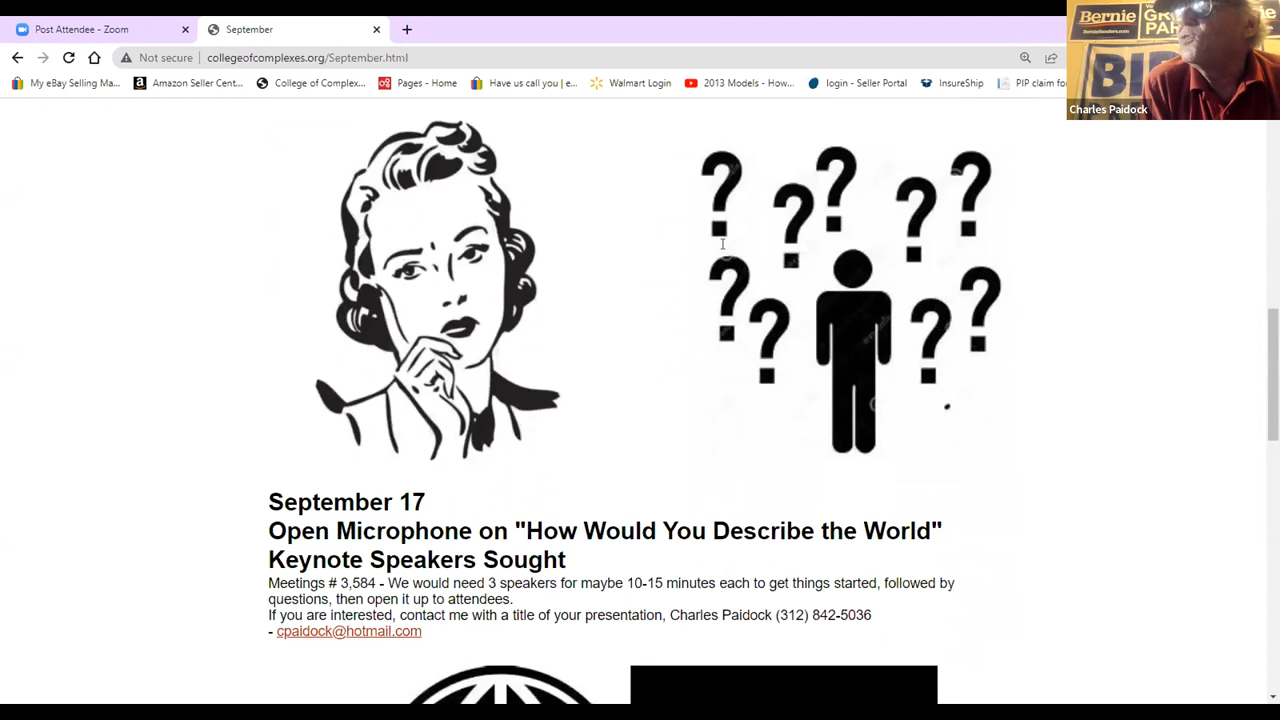 Post Attendee - Zoom
September
Not secure
collegeofcomplexes.org/September.html
My eBay Selling Ma...
Amazon Seller Cent...
College of Complex...
Pages - Home
Have us call you | e...
Walmart Login
2013 Models - How...
login - Seller Portal
InsureShip
PIP claim fo
Bernie
BernieSanders.com
Charles Paidock
? ? ? ? ?
? ? ? ?
September 17
Open Microphone on "How Would You Describe the World"
Keynote Speakers Sought
Meetings # 3,584 - We would need 3 speakers for maybe 10-15 minutes each to get things started, followed by
questions, then open it up to attendees.
If you are interested, contact me with a title of your presentation, Charles Paidock (312) 842-5036
- cpaidock@hotmail.com